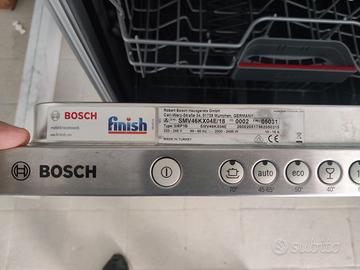 BOSCH
finish
Robert Bosch Hausgeräte GmbH
Carl-Wery-Straße 34, 81739 München, GERMANY
SMV46KX04E/18 0002 05031
MADE IN TURKEY
BOSCH
70° auto 45-65° eco 50° 40°
subito